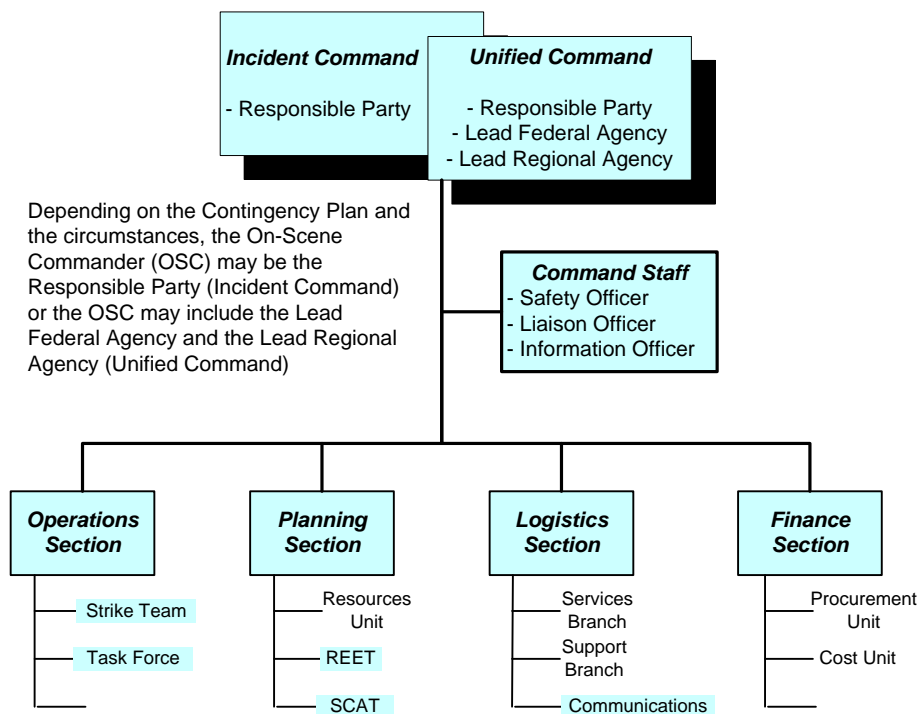 Incident Command
- Responsible Party
Unified Command
- Responsible Party
- Lead Federal Agency
- Lead Regional Agency
Depending on the Contingency Plan and
the circumstances, the On-Scene
Commander (OSC) may be the
Responsible Party (Incident Command)
or the OSC may include the Lead
Federal Agency and the Lead Regional
Agency (Unified Command)
Command Staff
- Safety Officer
- Liaison Officer
- Information Officer
Operations
Section
Strike Team
Task Force
Planning
Section
Resources
Unit
REET
SCAT
Logistics
Section
Services
Branch
Support
Branch
Communications
Finance
Section
Procurement
Unit
Cost Unit